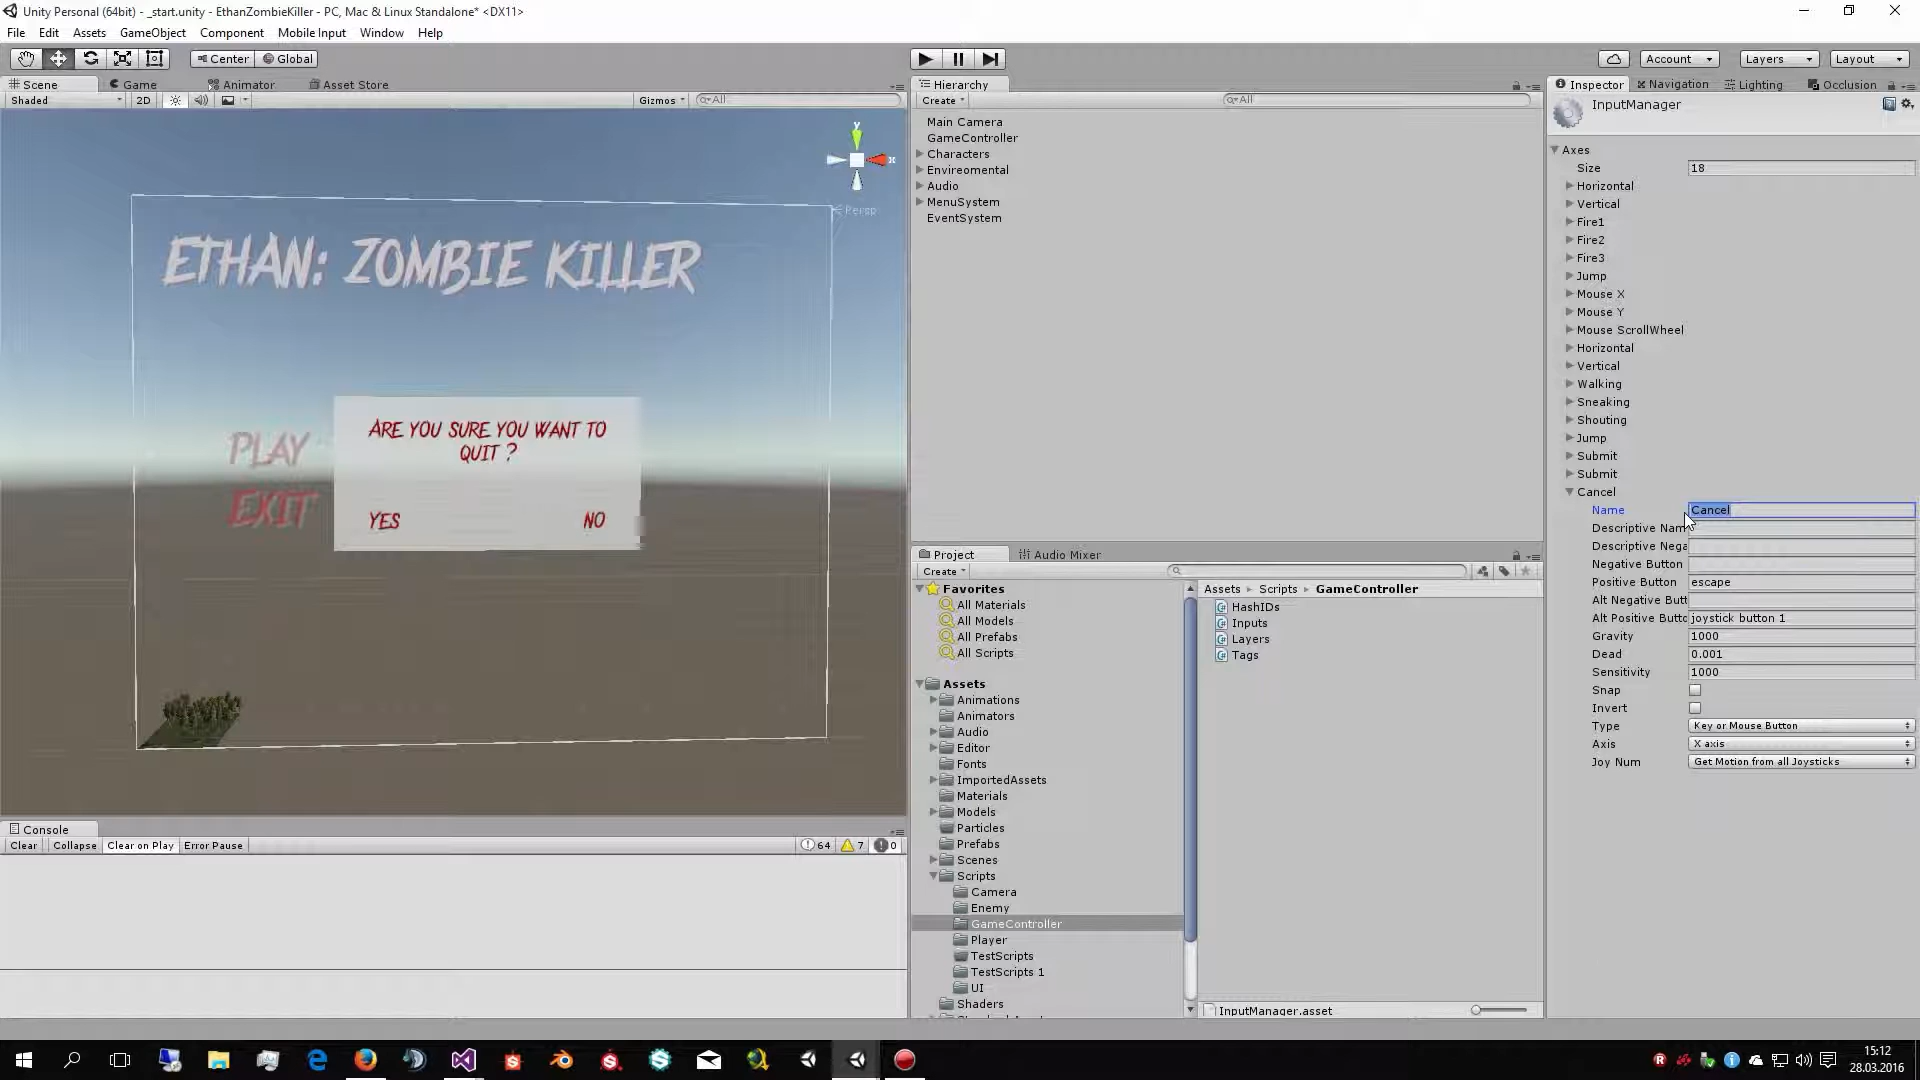 Unity Personal (64bit) - _start.unity - EthanZombieKiller - PC, Mac & Linux Standalone* <DX11>
File Edit Assets GameObject Component Mobile Input Window Help
Center Global
Account Layers Layout
Scene Game Animator Asset Store
Shaded 2D Gizmos All
y
x
Persp
ETHAN: ZOMBIE KILLER
PLAY
EXIT
ARE YOU SURE YOU WANT TO
QUIT ?
YES NO
Console
Clear Collapse Clear on Play Error Pause 64 7 0
Hierarchy
Create All
Main Camera
GameController
Characters
Enviromental
Audio
MenuSystem
EventSystem
Project Audio Mixer
Create
Favorites
All Materials
All Models
All Prefabs
All Scripts
Assets
Animations
Animators
Audio
Editor
Fonts
ImportedAssets
Materials
Models
Particles
Prefabs
Scenes
Scripts
Camera
Enemy
GameController
Player
TestScripts
TestScripts 1
UI
Shaders
Assets Scripts GameController
HashIDs
Inputs
Layers
Tags
InputManager.asset
Inspector Navigation Lighting Occlusion
InputManager
Axes
Size 18
Horizontal
Vertical
Fire1
Fire2
Fire3
Jump
Mouse X
Mouse Y
Mouse ScrollWheel
Horizontal
Vertical
Walking
Sneaking
Shouting
Jump
Submit
Submit
Cancel
Name Cancel
Descriptive Nam
Descriptive Nega
Negative Button
Positive Button escape
Alt Negative Butt
Alt Positive Butto joystick button 1
Gravity 1000
Dead 0.001
Sensitivity 1000
Snap
Invert
Type Key or Mouse Button
Axis X axis
Joy Num Get Motion from all Joysticks
15:12
28.03.2016